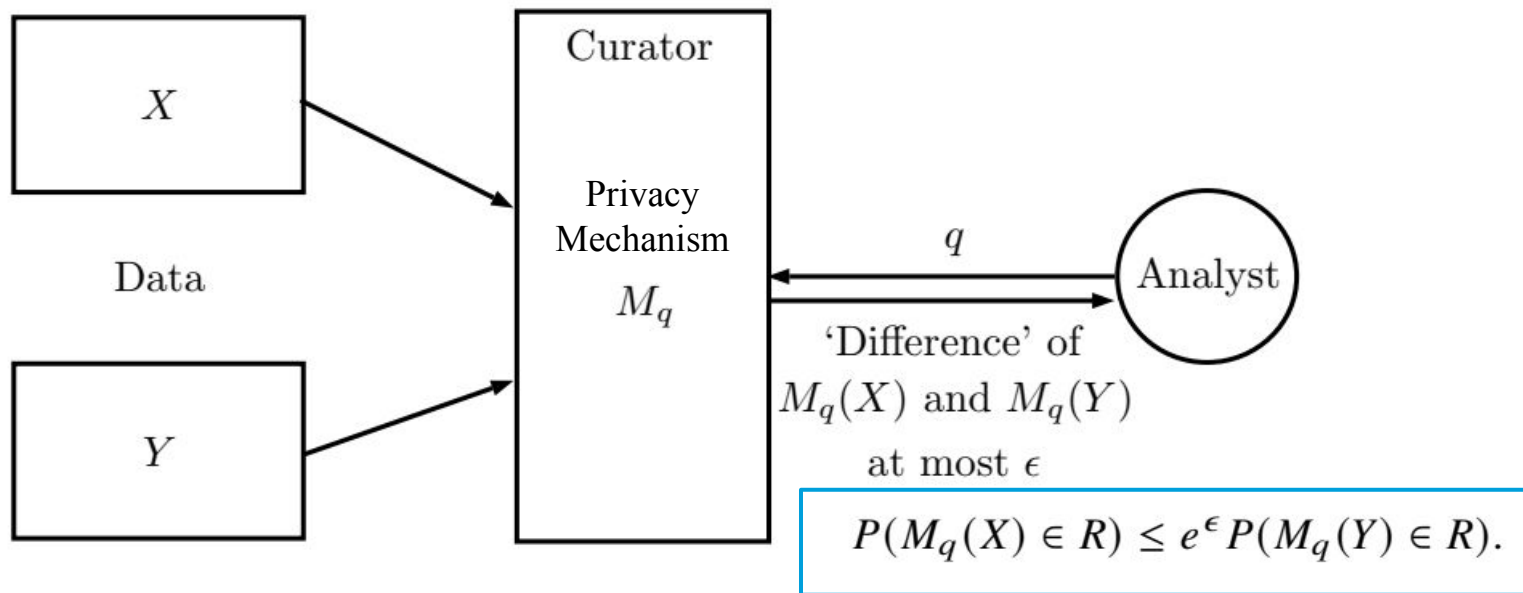 X
Data
Y
Curator
Privacy
Mechanism
M_q
q
Analyst
‘Difference’ of
M_q(X) and M_q(Y)
at most ϵ
P(M_q(X) ∈ R) ≤ e^ϵ P(M_q(Y) ∈ R).